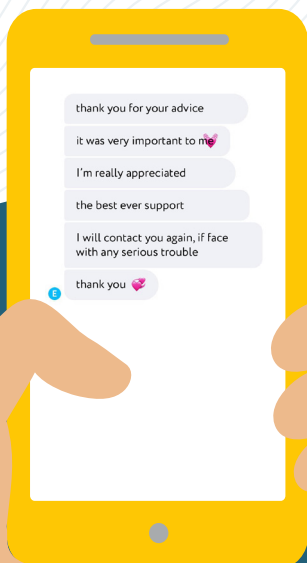 thank you for your advice
it was very important to me💗
I'm really appreciated
the best ever support
I will contact you again, if face
with any serious trouble
thank you 💞
E